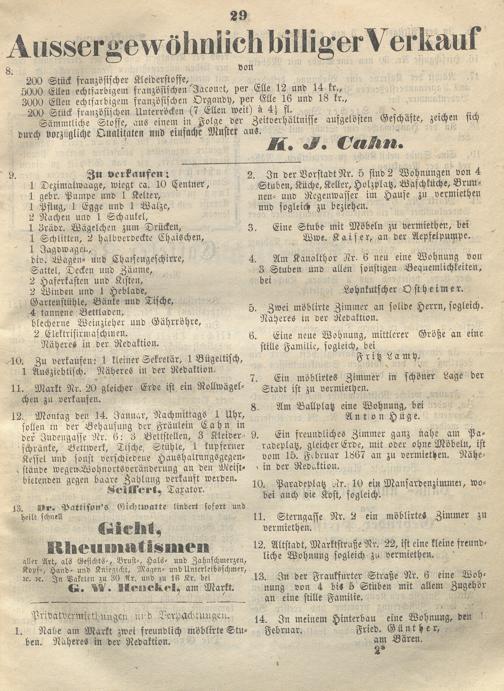 29
Aussergewöhnlich billiger Verkauf
8.
von
200 Stück französischer Kleiderstoffe,
5000 Ellen echtfarbigem französischen Jaconet, per Elle 12 und 14 kr.,
3000 Ellen echtfarbigem französischen Organdy, per Elle 16 und 18 kr.,
200 Stück französischen Unterröcken (7 Ellen weit) à 4½ fl.
Sämmtliche Stoffe, aus einem in Folge der Zeitverhältnisse aufgelösten Geschäfte, zeichen sich
durch vorzügliche Qualitäten und einfache Muster aus.
K. J. Cahn.
9. Zu verkaufen:
1 Dezimalwaage, wiegt ca. 10 Centner,
1 gebr. Pumpe und 1 Kelter,
1 Pflug, 1 Egge und 1 Walze,
2 Nachen und 1 Schaukel,
1 3rädr. Wägelchen zum Drücken,
1 Schlitten, 2 halbverdeckte Chaischen,
1 Jagdwagen,
div. Wagen- und Chaisengeschirre,
Sattel, Decken und Zäume,
2 Haferkasten und Kisten,
2 Winden und 1 Heblade,
Gartenstühle, Bänke und Tische,
4 tannene Bettladen,
blecherne Weinzieher und Gährröhre,
2 Elektrisirmaschinen.
Näheres in der Redaktion.
10. Zu verkaufen: 1 kleiner Sekretär, 1 Bügeltisch,
1 Ausziehtisch. Näheres in der Redaktion.
11. Markt Nr. 20 gleicher Erde ist ein Rollwägel-
chen zu verkaufen.
12. Montag den 14. Januar, Nachmittags 1 Uhr,
sollen in der Behausung der Fräulein Cahn in
der Judengasse Nr. 6: 3 Bettstellen, 3 Kleider-
schränke, Bettwerk, Tische, Stühle, 1 kupferner
Kessel und sonst verschiedene Haushaltungsgegen-
stände wegen Wohnortsveränderung an den Meist-
bietenden gegen baare Zahlung verkauft werden.
Seiffert, Taxator.
13. Dr. Pattison's Gichtwatte lindert sofort und
heilt schnell
Gicht,
Rheumatismen
aller Art, als Gesichts-, Brust-, Hals- und Zahnschmerzen,
Kopf-, Hand- und Kniegicht, Magen- und Unterleibschmerz,
ꝛc. ꝛc. In Paketen zu 30 Kr. und zu 16 Kr. bei
G. W. Henckel, am Markt.
Privatvermiethungen und Verpachtungen.
1. Nahe am Markt zwei freundlich möblirte Stu-
ben. Näheres in der Redaktion.
2. In der Vorstadt Nr. 5 sind 2 Wohnungen von 4
Stuben, Küche, Keller, Holzplatz, Waschküche, Brun-
nen- und Regenwasser im Hause zu vermiethen
und sogleich zu beziehen.
3. Eine Stube mit Möbeln zu vermiethen, bei
Wwe. Kaiser, an der Aepfelpumpe.
4. Am Kanolthor Nr. 6 neu eine Wohnung von
3 Stuben und allen sonstigen Bequemlichkeiten,
bei
Lohnkutscher Ostheimer.
5. Zwei möblirte Zimmer an solide Herrn, sogleich.
Näheres in der Redaktion.
6. Eine neue Wohnung, mittlerer Größe an eine
stille Familie, sogleich, bei
Fritz Lamy.
7. Ein möblirtes Zimmer in schöner Lage der
Stadt ist zu vermiethen.
8. Am Ballplatz eine Wohnung, bei
Anton Huge.
9. Ein freundliches Zimmer ganz nahe am Pa-
radeplatz, gleicher Erde, mit oder ohne Möbeln, ist
vom 15. Februar 1867 an zu vermiethen. Nähe-
in der Redaktion.
10. Paradeplatz Nr. 10 ein Mansardenzimmer, wo-
bei auch die Kost, sogleich.
11. Sterngasse Nr. 2 ein möblirtes Zimmer zu
vermiethen.
12. Altstadt, Marktstraße Nr. 22, ist eine kleine freund-
liche Wohnung sogleich zu vermiethen.
13. In der Frankfurter Straße Nr. 6 eine Woh-
nung von 4 bis 5 Stuben mit allem Zugehör
an eine stille Familie.
14. In meinem Hinterbau eine Wohnung, den 1
Februar. Fried. Günther,
am Bären.
2*